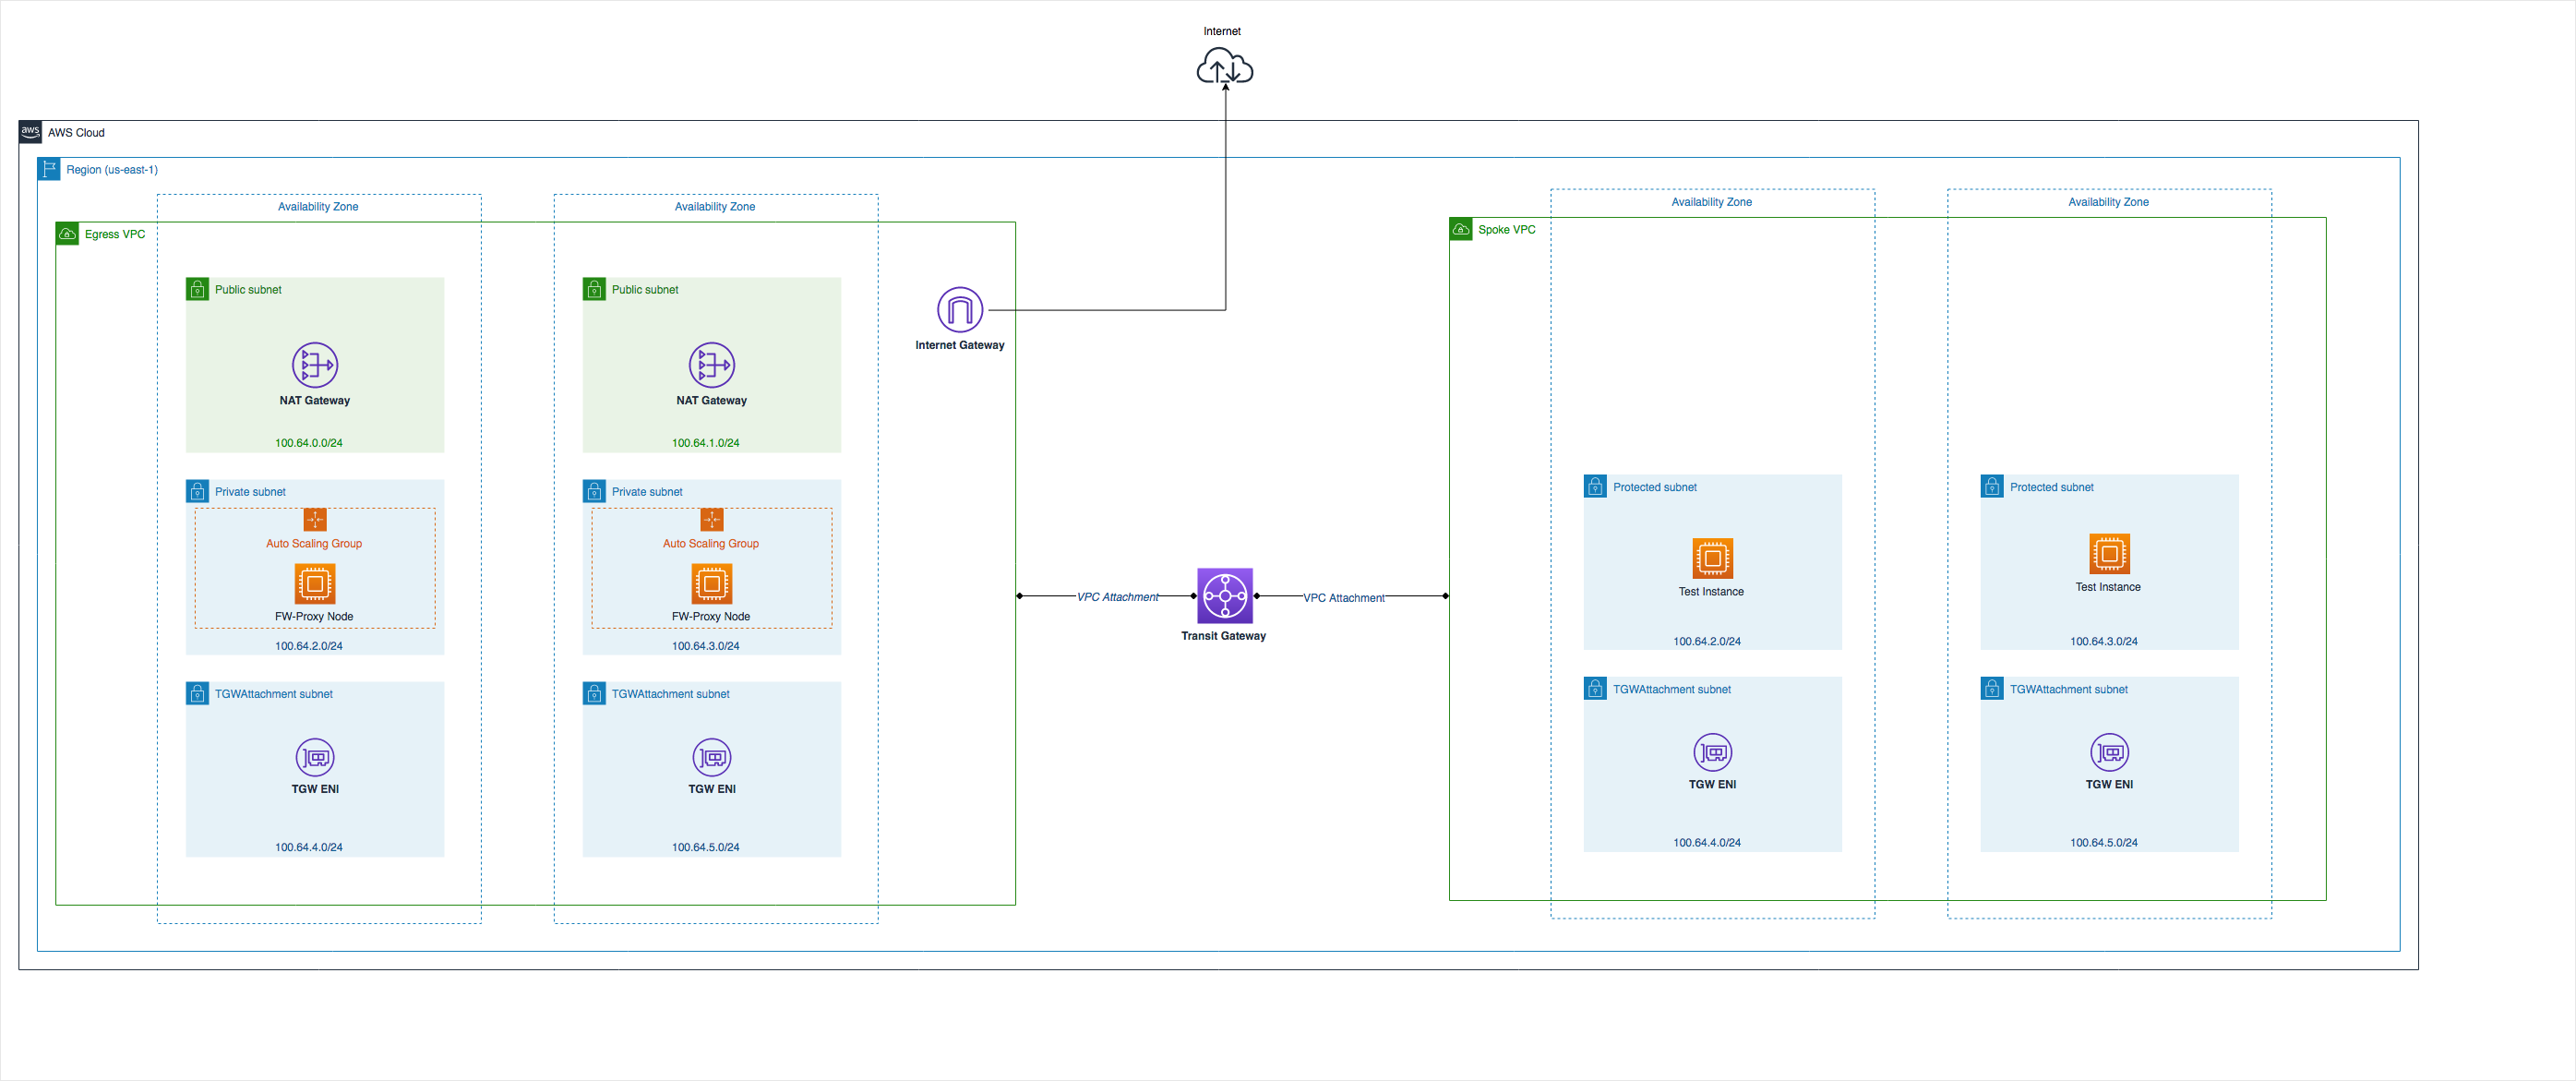 Internet
aws
AWS Cloud
Region (us-east-1)
Availability Zone
Availability Zone
Egress VPC
Public subnet
NAT Gateway
100.64.0.0/24
Public subnet
NAT Gateway
100.64.1.0/24
Internet Gateway
Private subnet
Auto Scaling Group
FW-Proxy Node
100.64.2.0/24
Private subnet
Auto Scaling Group
FW-Proxy Node
100.64.3.0/24
TGWAttachment subnet
TGW ENI
100.64.4.0/24
TGWAttachment subnet
TGW ENI
100.64.5.0/24
VPC Attachment
Transit Gateway
VPC Attachment
Availability Zone
Availability Zone
Spoke VPC
Protected subnet
Test Instance
100.64.2.0/24
Protected subnet
Test Instance
100.64.3.0/24
TGWAttachment subnet
TGW ENI
100.64.4.0/24
TGWAttachment subnet
TGW ENI
100.64.5.0/24